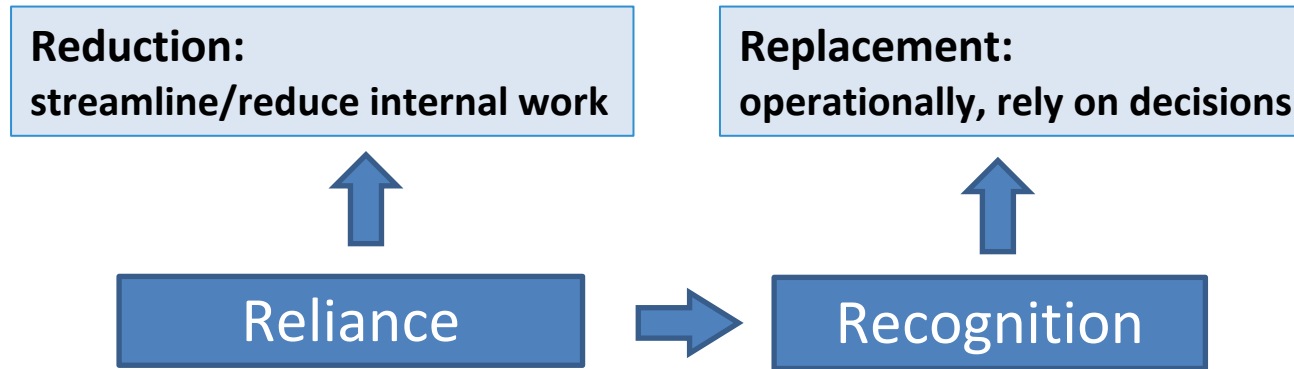 Reduction:
streamline/reduce internal work
Replacement:
operationally, rely on decisions
Reliance
Recognition